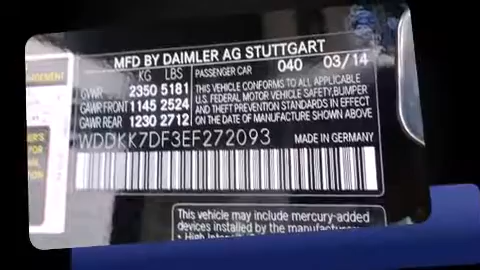 MFD BY DAIMLER AG STUTTGART
KG LBS PASSENGER CAR 040 03/14
GVWR 2350 5181
GAWR FRONT 1145 2524
GAWR REAR 1230 2712
THIS VEHICLE CONFORMS TO ALL APPLICABLE
U.S. FEDERAL MOTOR VEHICLE SAFETY,BUMPER
AND THEFT PREVENTION STANDARDS IN EFFECT
ON THE DATE OF MANUFACTURE SHOWN ABOVE
WDDKK7DF3EF272093 MADE IN GERMANY
This vehicle may include mercury-added
devices installed by the manufacturer